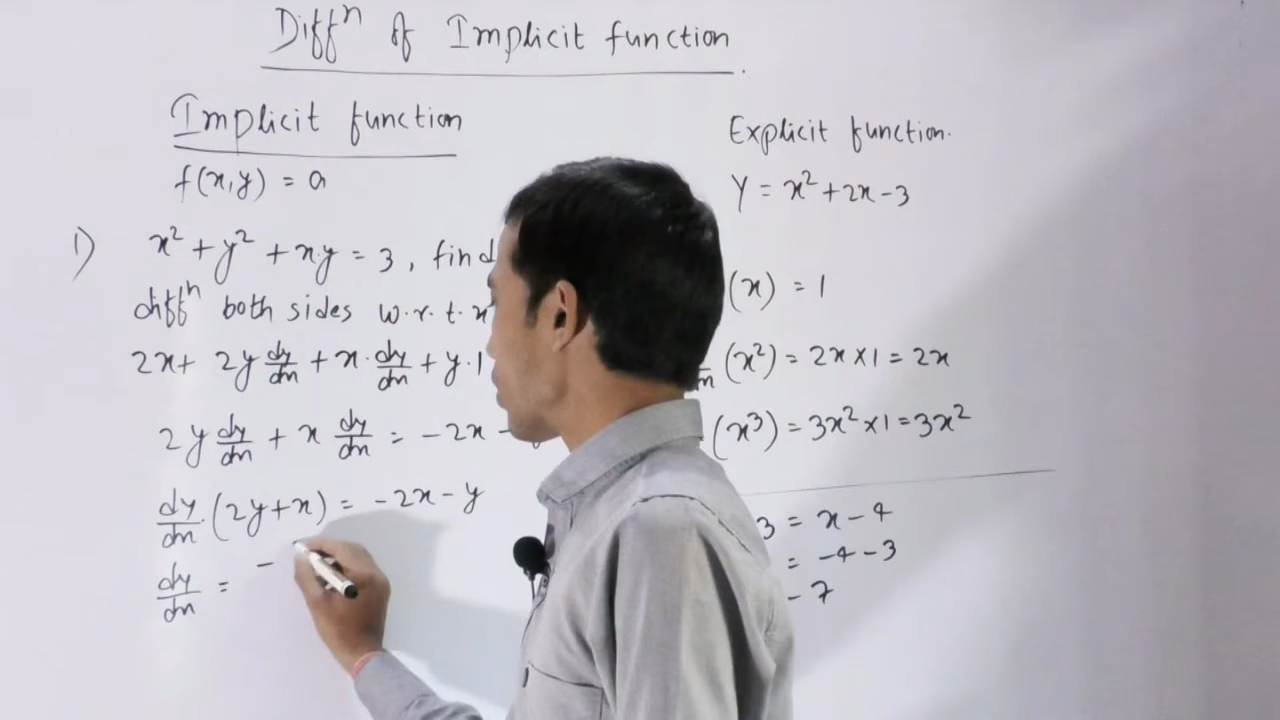 Diffⁿ of Implicit function
Implicit function
f(x,y) = a
1) x² + y² + x.y = 3, find
diffⁿ both sides w.r.t. x
2x + 2y dy/dx + x. dy/dx + y.1
2y dy/dx + x dy/dx = -2x -
dy/dx.(2y+x) = -2x-y
dy/dx = -
Explicit function.
Y = x²+2x-3
(x) = 1
(x²) = 2x×1 = 2x
(x³) = 3x²×1 = 3x²
3 = x-4
= -4-3
-7